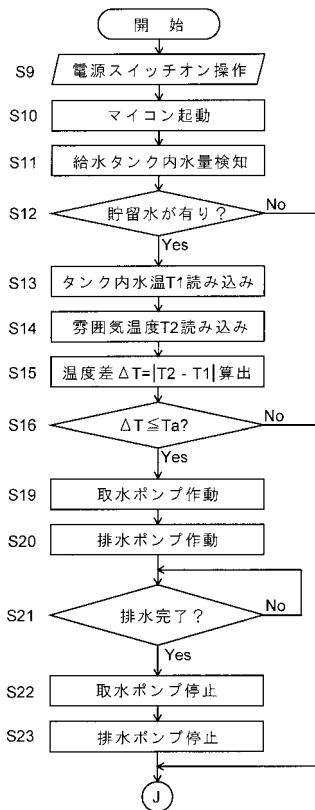 開 始
S9 電源スイッチオン操作
S10 マイコン起動
S11 給水タンク内水量検知
S12 貯留水が有り？ No
Yes
S13 タンク内水温T1読み込み
S14 雰囲気温度T2読み込み
S15 温度差ΔT=|T2 - T1|算出
S16 ΔT≦Ta? No
Yes
S19 取水ポンプ作動
S20 排水ポンプ作動
S21 排水完了？ No
Yes
S22 取水ポンプ停止
S23 排水ポンプ停止
J